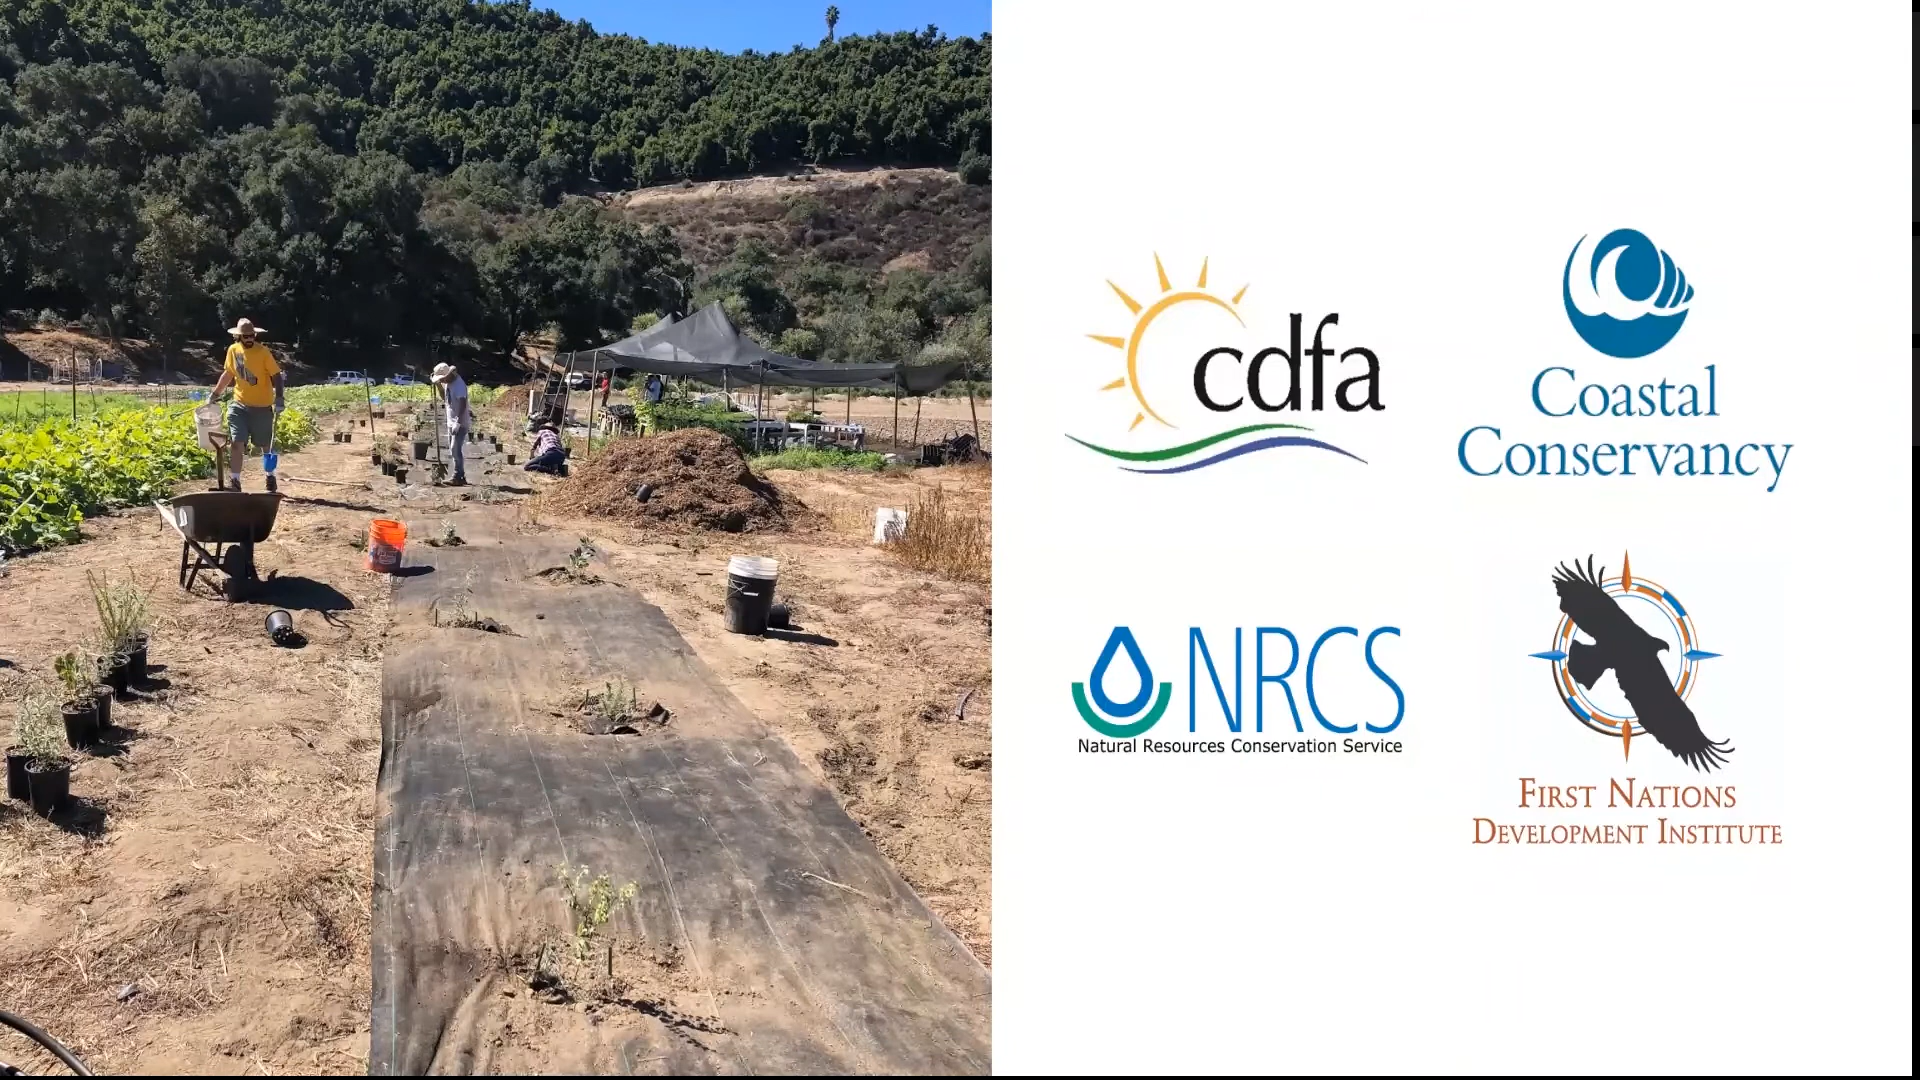 cdfa
Coastal
Conservancy
NRCS
Natural Resources Conservation Service
FIRST NATIONS
DEVELOPMENT INSTITUTE